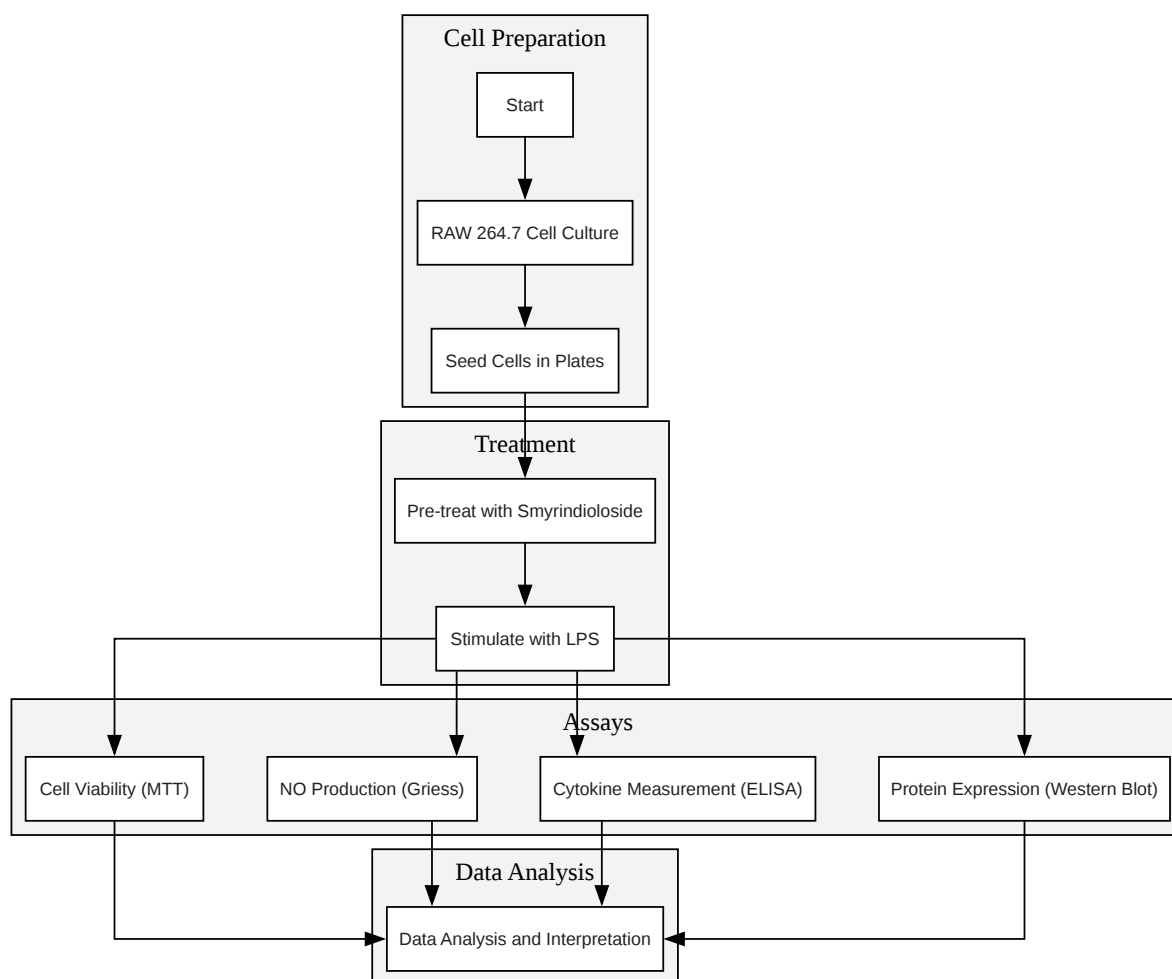 Cell Preparation
Start
RAW 264.7 Cell Culture
Seed Cells in Plates
Treatment
Pre-treat with Smyrindioloside
Stimulate with LPS
Assays
Cell Viability (MTT)
NO Production (Griess)
Cytokine Measurement (ELISA)
Protein Expression (Western Blot)
Data Analysis
Data Analysis and Interpretation